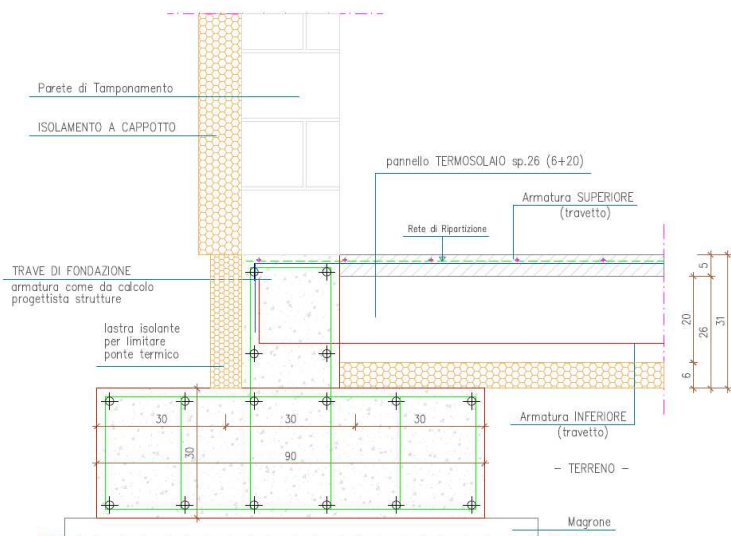 Parete di Tamponamento
ISOLAMENTO A CAPPOTTO
pannello TERMOSOLAIO sp.26 (6+20)
Armatura SUPERIORE
(travetto)
Rete di Ripartizione
TRAVE DI FONDAZIONE
armatura come da calcolo
progettista strutture
lastra isolante
per limitare
ponte termico
5
20
26
31
6
Armatura INFERIORE
(travetto)
30
30
30
30
90
- TERRENO -
Magrone